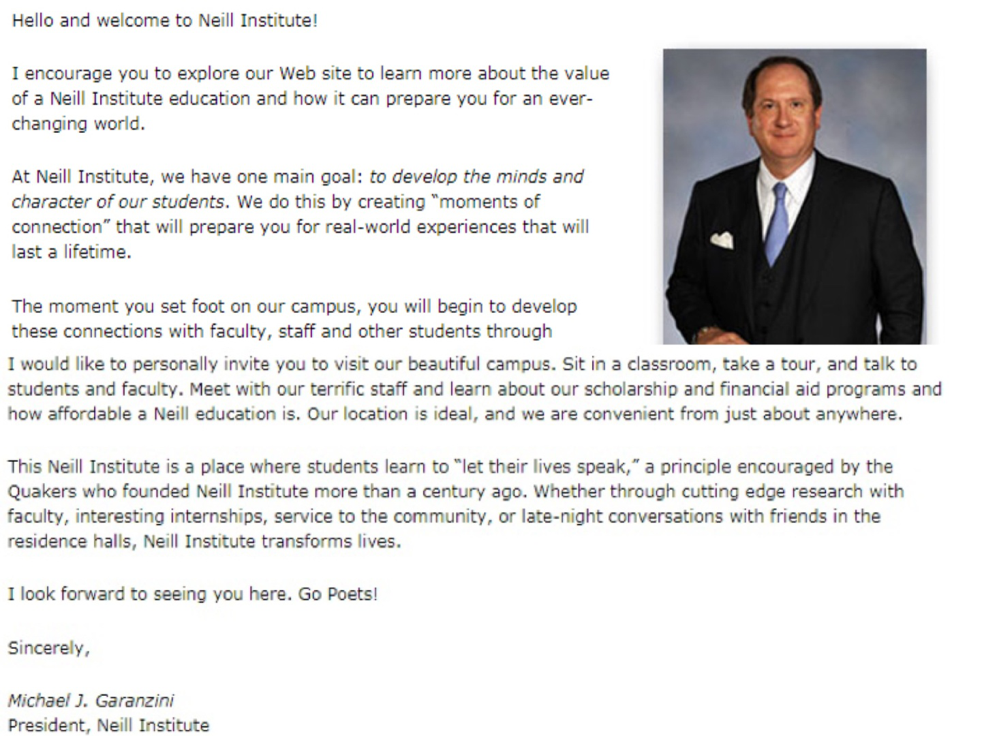 Hello and welcome to Neill Institute!
I encourage you to explore our Web site to learn more about the value
of a Neill Institute education and how it can prepare you for an ever-
changing world.
At Neill Institute, we have one main goal: to develop the minds and
character of our students. We do this by creating “moments of
connection” that will prepare you for real-world experiences that will
last a lifetime.
The moment you set foot on our campus, you will begin to develop
these connections with faculty, staff and other students through
I would like to personally invite you to visit our beautiful campus. Sit in a classroom, take a tour, and talk to
students and faculty. Meet with our terrific staff and learn about our scholarship and financial aid programs and
how affordable a Neill education is. Our location is ideal, and we are convenient from just about anywhere.
This Neill Institute is a place where students learn to “let their lives speak,” a principle encouraged by the
Quakers who founded Neill Institute more than a century ago. Whether through cutting edge research with
faculty, interesting internships, service to the community, or late-night conversations with friends in the
residence halls, Neill Institute transforms lives.
I look forward to seeing you here. Go Poets!
Sincerely,
Michael J. Garanzini
President, Neill Institute